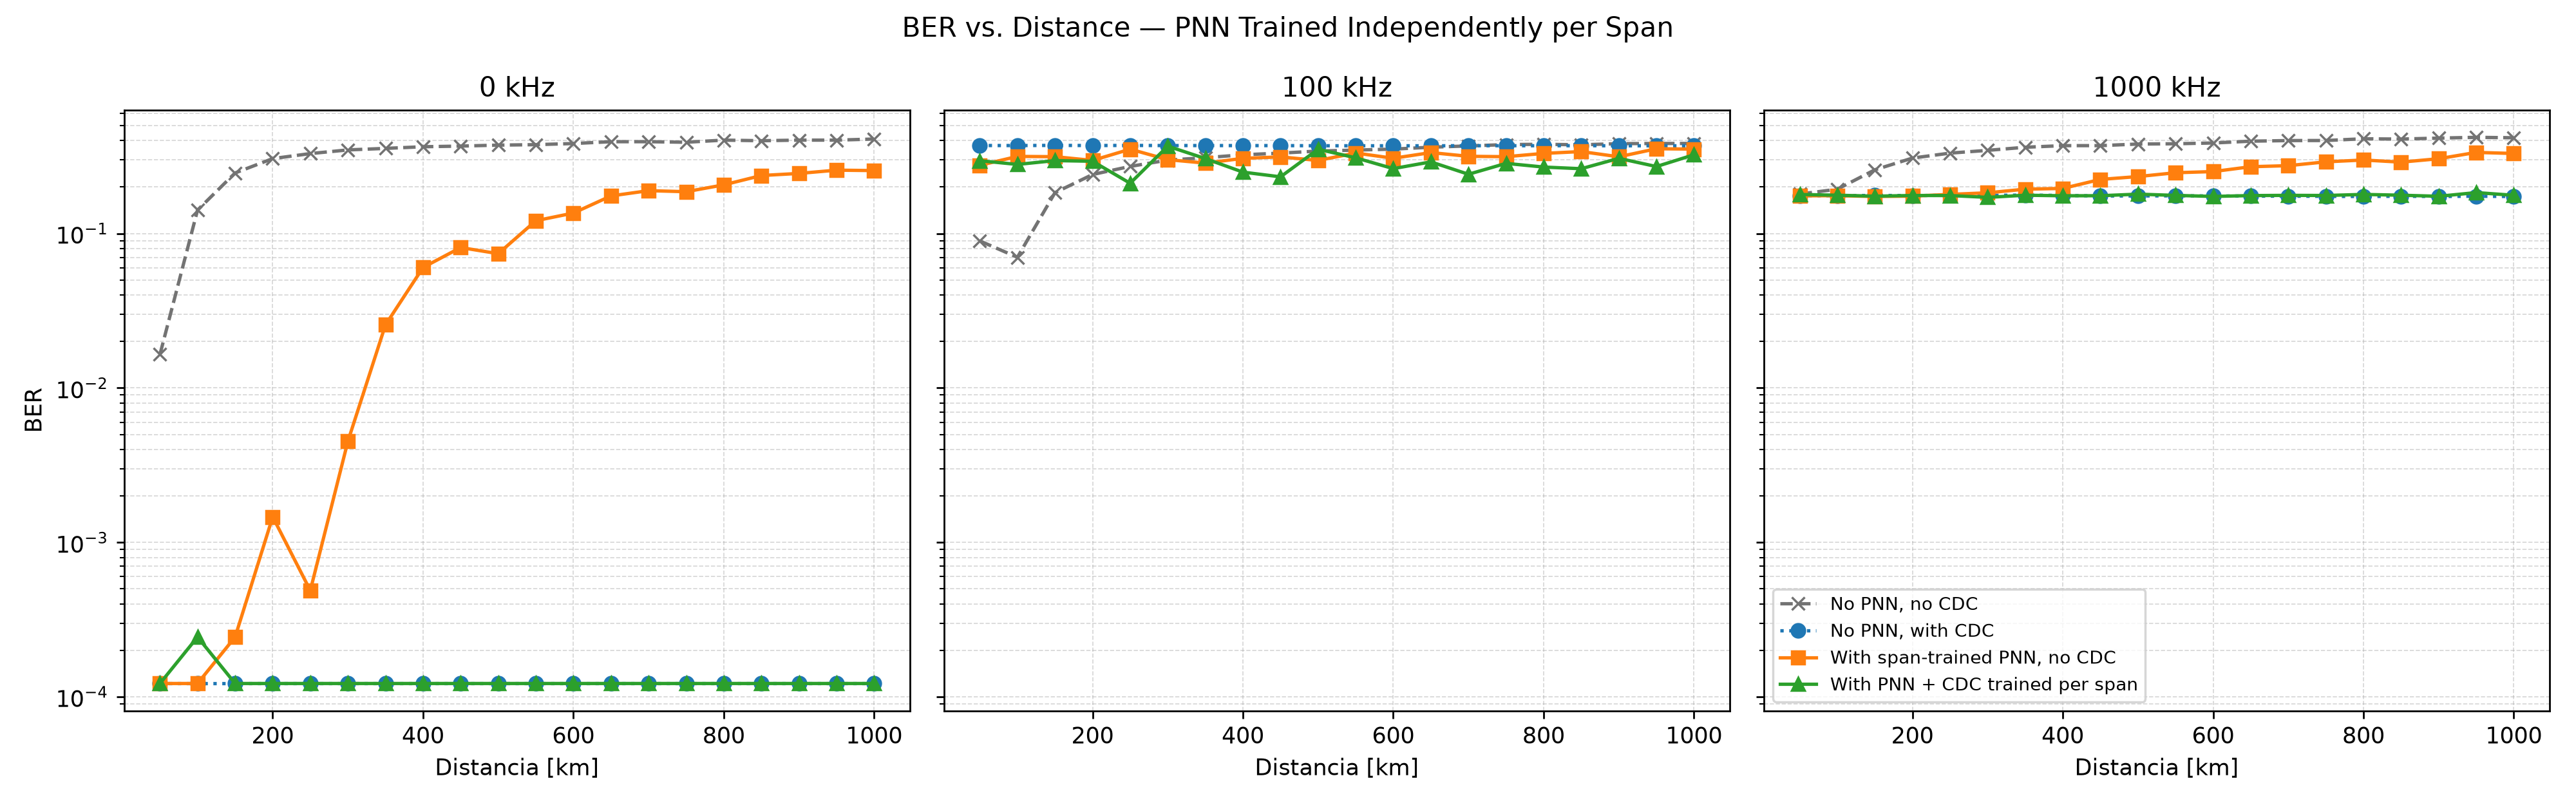 BER vs. Distance — PNN Trained Independently per Span
0 kHz
100 kHz
1000 kHz
BER
10⁻¹
10⁻²
10⁻³
10⁻⁴
200 400 600 800 1000
200 400 600 800 1000
200 400 600 800 1000
Distancia [km]
Distancia [km]
Distancia [km]
No PNN, no CDC
No PNN, with CDC
With span-trained PNN, no CDC
With PNN + CDC trained per span